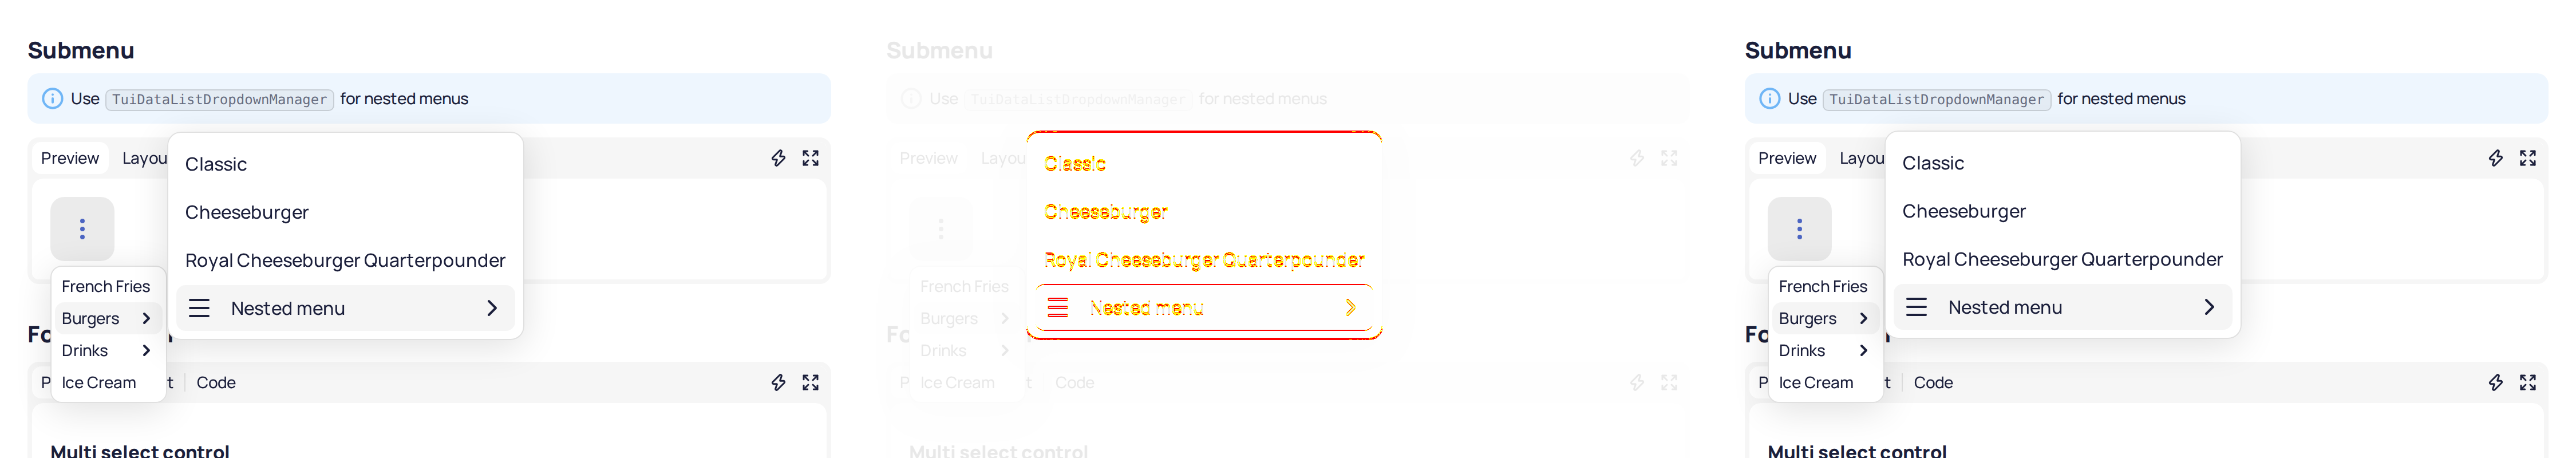 Submenu
Use TuiDataListDropdownManager for nested menus
Preview Layou
Classic
Cheeseburger
Royal Cheeseburger Quarterpounder
Nested menu
French Fries
Burgers
Drinks
Ice Cream
Fo
P t Code
Multi select control
Submenu
Use TuiDataListDropdownManager for nested menus
Preview Layou
Classic
Cheeseburger
Royal Cheeseburger Quarterpounder
Nested menu
French Fries
Burgers
Drinks
Ice Cream
Fo
P t Code
Multi select control
Submenu
Use TuiDataListDropdownManager for nested menus
Preview Layou
Classic
Cheeseburger
Royal Cheeseburger Quarterpounder
Nested menu
French Fries
Burgers
Drinks
Ice Cream
Fo
P t Code
Multi select control